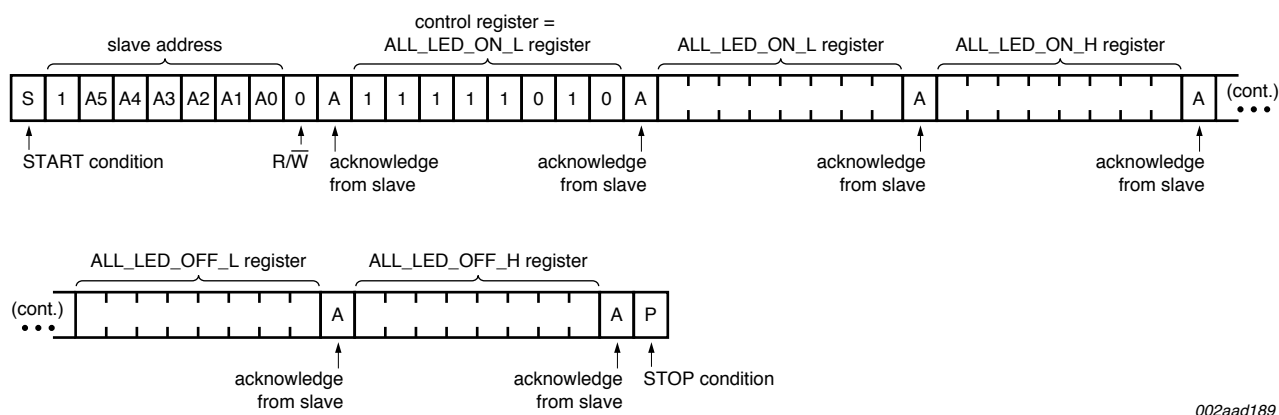 control register =
slave address
ALL_LED_ON_L register
ALL_LED_ON_L register
ALL_LED_ON_H register
S 1 A5 A4 A3 A2 A1 A0 0 A 1 1 1 1 1 0 1 0 A A A (cont.)
START condition
R/W̅
acknowledge
from slave
acknowledge
from slave
acknowledge
from slave
acknowledge
from slave
ALL_LED_OFF_L register
ALL_LED_OFF_H register
(cont.) A A P
acknowledge
from slave
acknowledge
from slave
STOP condition
002aad189